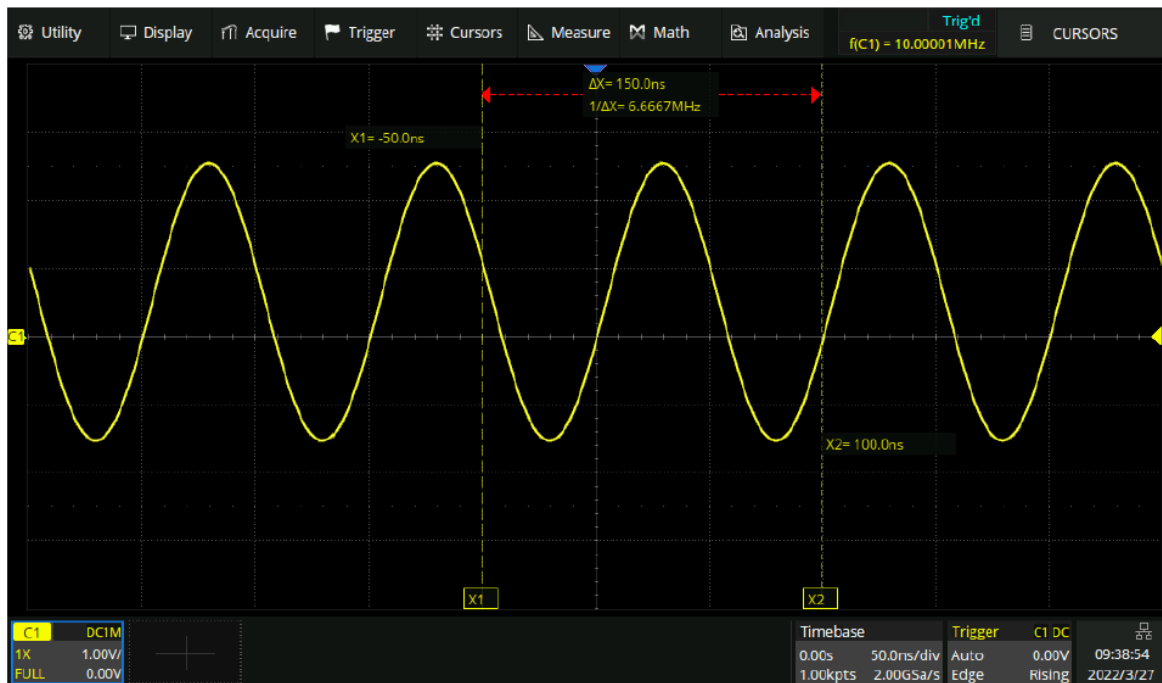 Utility Display Acquire Trigger Cursors Measure Math Analysis Trig'd CURSORS
f(C1) = 10.00001MHz
ΔX= 150.0ns
1/ΔX= 6.6667MHz
X1= -50.0ns
C1
X2= 100.0ns
X1 X2
C1 DC1M Timebase Trigger C1 DC
1X 1.00V/ 0.00s 50.0ns/div Auto 0.00V 09:38:54
FULL 0.00V 1.00kpts 2.00GSa/s Edge Rising 2022/3/27